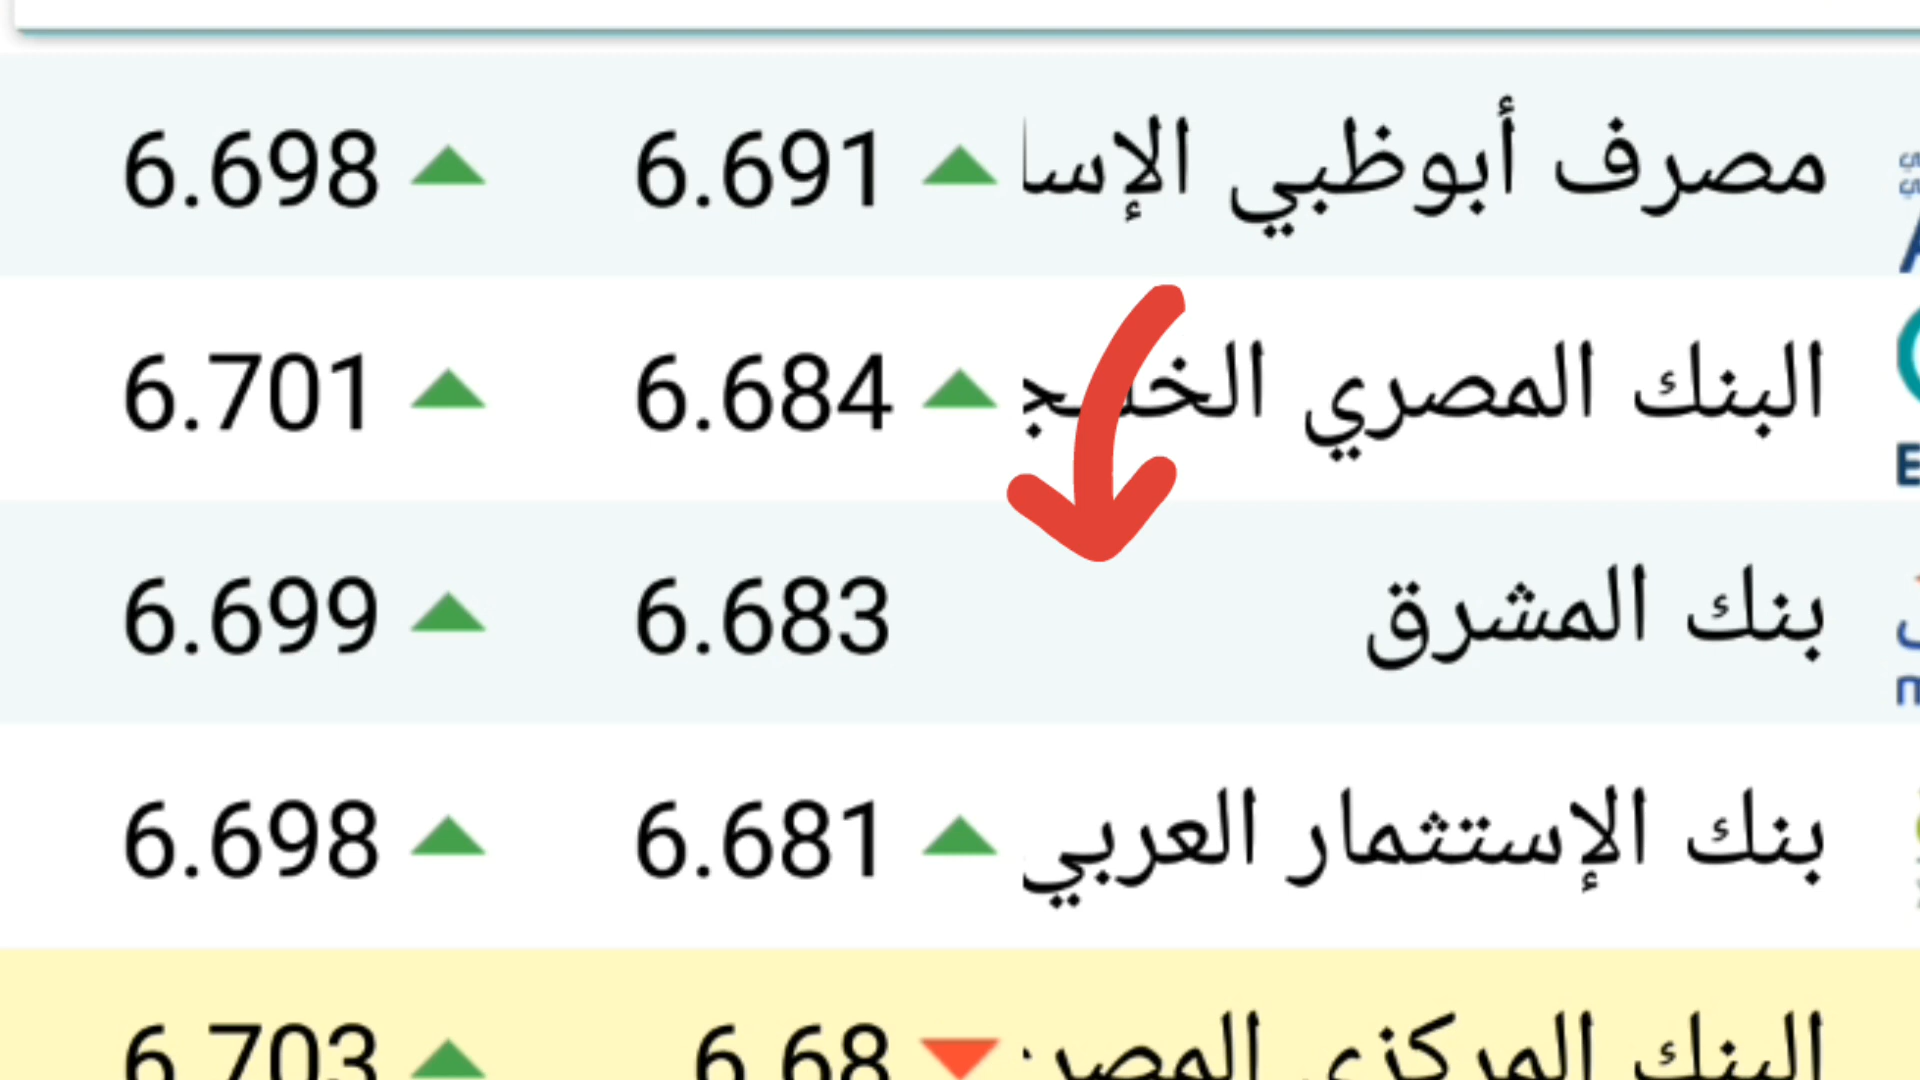 مصرف أبوظبي الإسا 6.691 6.698
البنك المصري 6.684 6.701
بنك المشرق 6.683 6.699
بنك الإستثمار العربي 6.681 6.698
البنك المركزي المصر 6.68 6.703